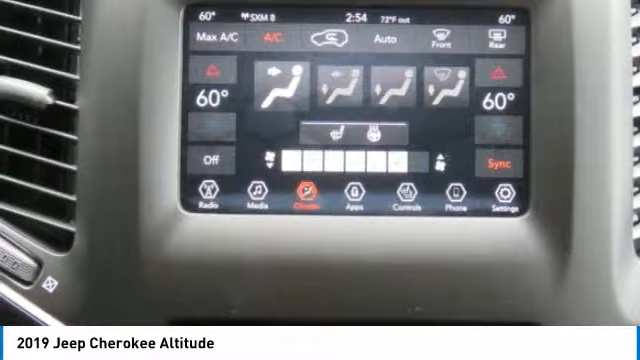 60° SXM 8 2:54 72°F out 60°
Max A/C A/C Auto Front Rear
60° 60°
Off Sync
Radio Media Climate Apps Controls Phone Settings
2019 Jeep Cherokee Altitude